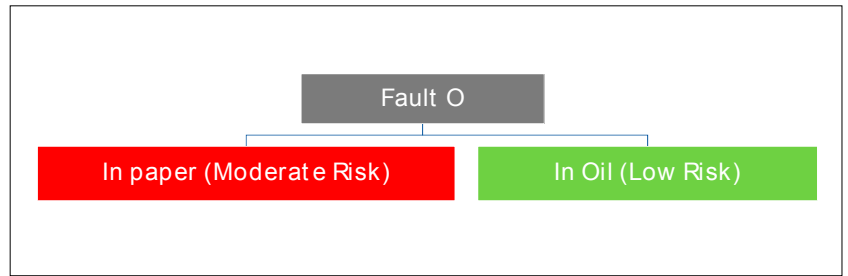 Fault O
In paper (Moderate Risk)
In Oil (Low Risk)